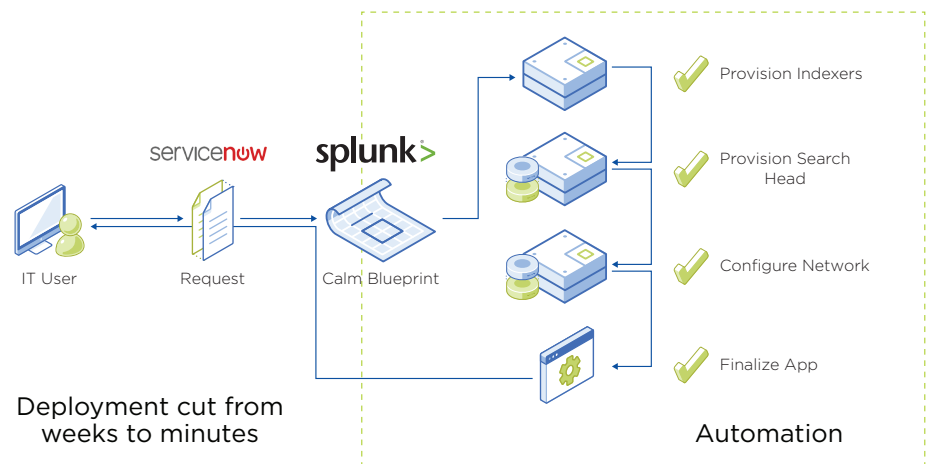 servicenow
splunk>
IT User
Request
Calm Blueprint
Provision Indexers
Provision Search
Head
Configure Network
Finalize App
Deployment cut from
weeks to minutes
Automation